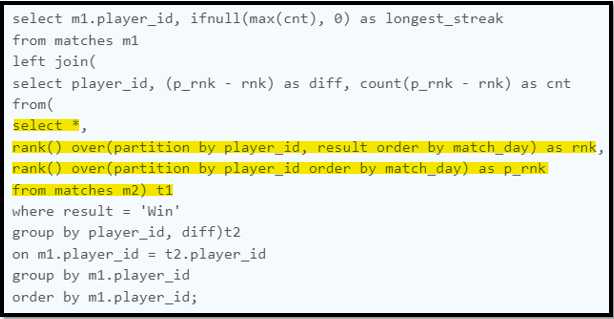 select m1.player_id, ifnull(max(cnt), 0) as longest_streak
from matches m1
left join(
select player_id, (p_rnk - rnk) as diff, count(p_rnk - rnk) as cnt
from(
select *,
rank() over(partition by player_id, result order by match_day) as rnk,
rank() over(partition by player_id order by match_day) as p_rnk
from matches m2) t1
where result = 'Win'
group by player_id, diff)t2
on m1.player_id = t2.player_id
group by m1.player_id
order by m1.player_id;